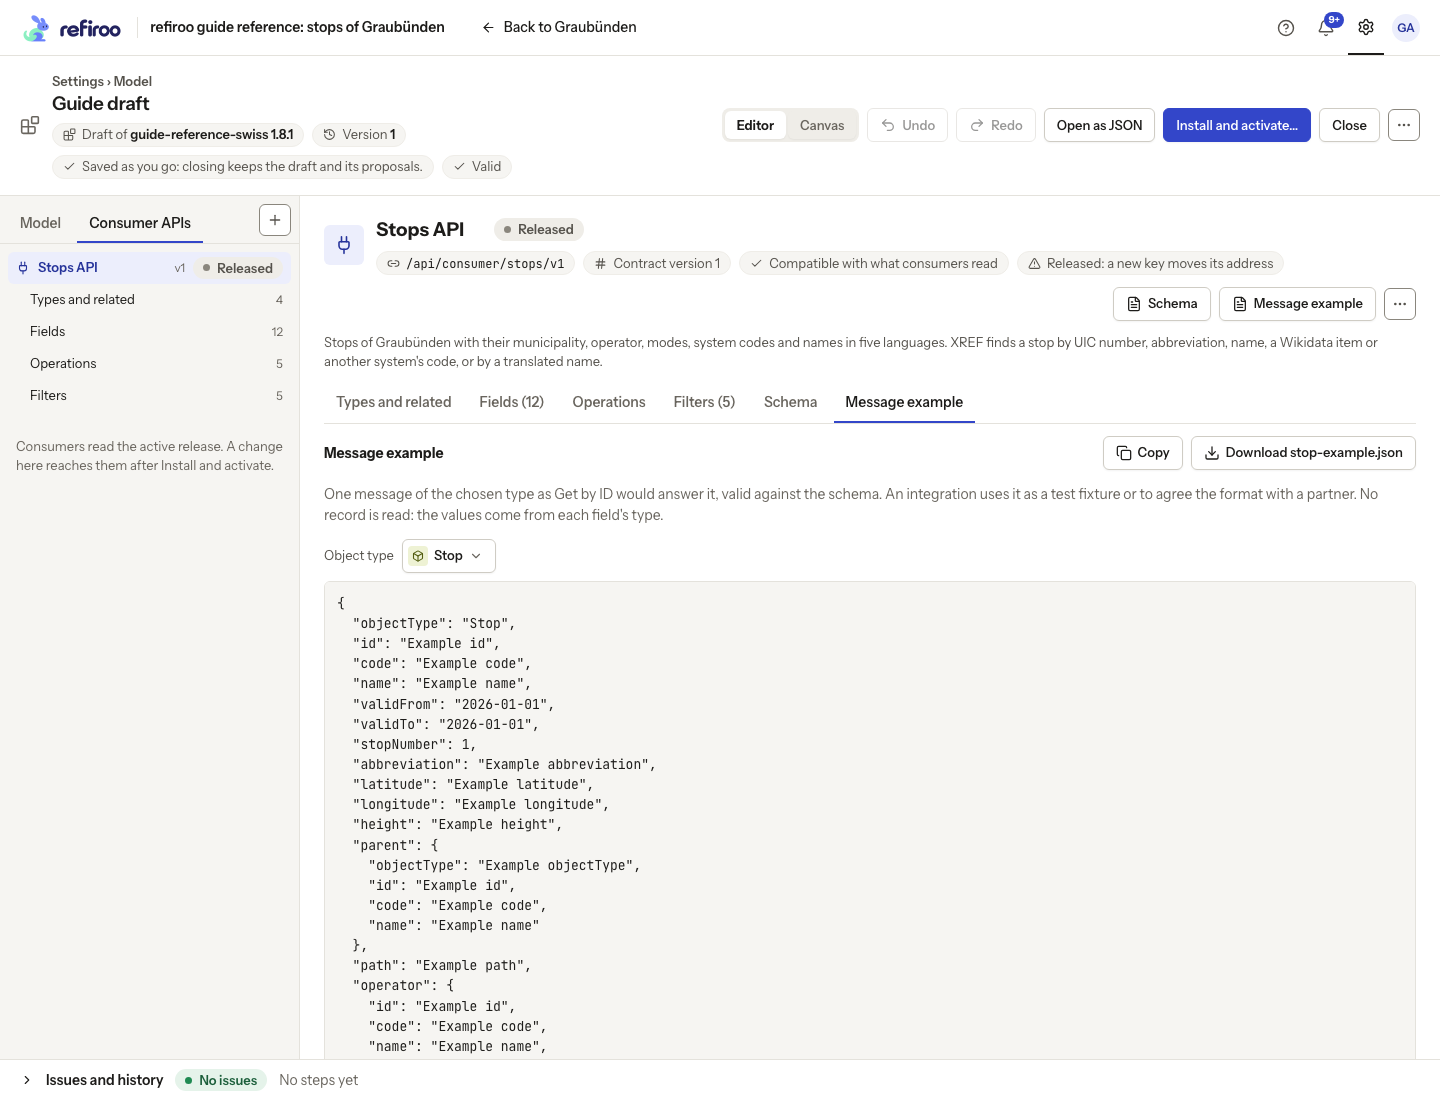 refiroo
refiroo guide reference: stops of Graubünden
Back to Graubünden
9+
GA
Settings › Model
Guide draft
Draft of guide-reference-swiss 1.8.1
Version 1
Saved as you go: closing keeps the draft and its proposals.
Valid
Editor
Canvas
Undo
Redo
Open as JSON
Install and activate...
Close
Model
Consumer APIs
Stops API
v1
Released
Types and related
4
Fields
12
Operations
5
Filters
5
Consumers read the active release. A change
here reaches them after Install and activate.
Stops API
Released
/api/consumer/stops/v1
Contract version 1
Compatible with what consumers read
Released: a new key moves its address
Schema
Message example
Stops of Graubünden with their municipality, operator, modes, system codes and names in five languages. XREF finds a stop by UIC number, abbreviation, name, a Wikidata item or
another system's code, or by a translated name.
Types and related
Fields (12)
Operations
Filters (5)
Schema
Message example
Message example
Copy
Download stop-example.json
One message of the chosen type as Get by ID would answer it, valid against the schema. An integration uses it as a test fixture or to agree the format with a partner. No
record is read: the values come from each field's type.
Object type
Stop
{
"objectType": "Stop",
"id": "Example id",
"code": "Example code",
"name": "Example name",
"validFrom": "2026-01-01",
"validTo": "2026-01-01",
"stopNumber": 1,
"abbreviation": "Example abbreviation",
"latitude": "Example latitude",
"longitude": "Example longitude",
"height": "Example height",
"parent": {
"objectType": "Example objectType",
"id": "Example id",
"code": "Example code",
"name": "Example name"
},
"path": "Example path",
"operator": {
"id": "Example id",
"code": "Example code",
"name": "Example name",
Issues and history
No issues
No steps yet